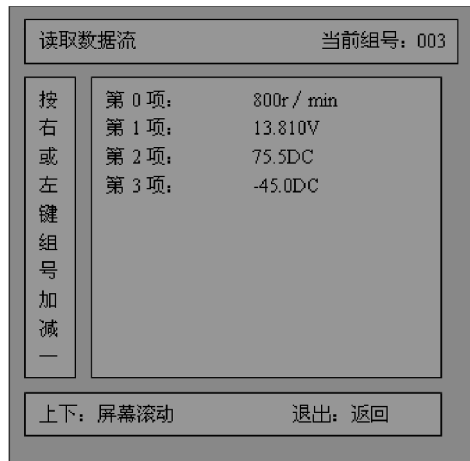 读取数据流 当前组号：003
按右或左键组号加减一
第 0 项： 800r / min
第 1 项： 13.810V
第 2 项： 75.5DC
第 3 项： -45.0DC
上下：屏幕滚动 退出：返回